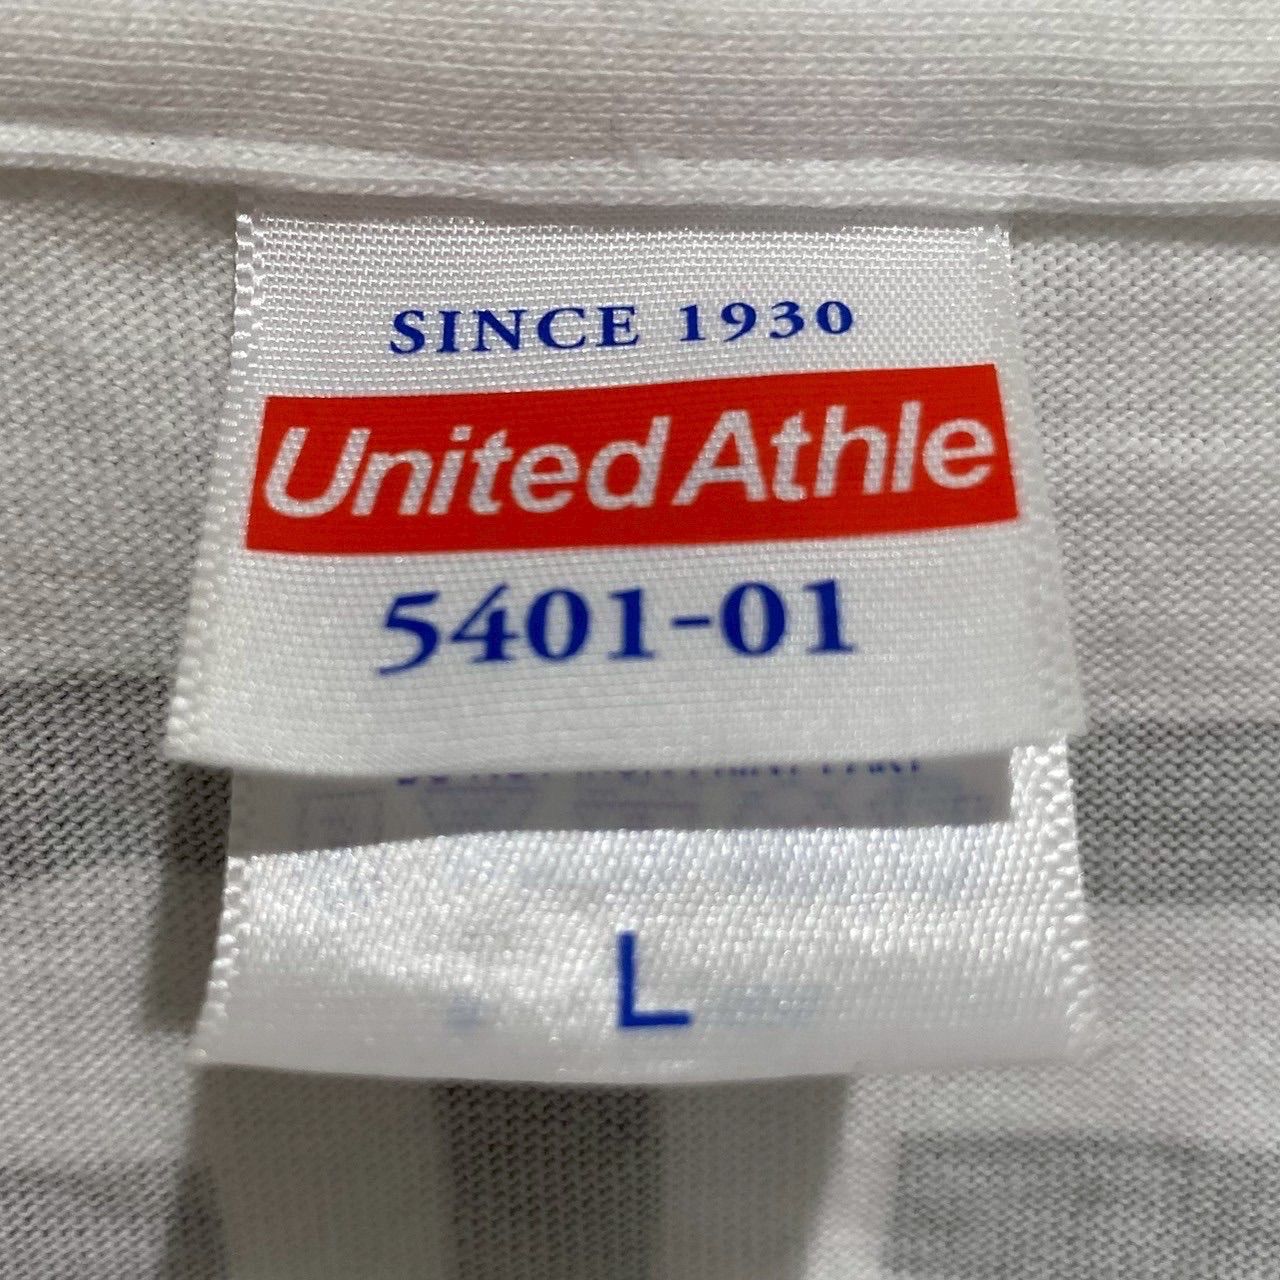 SINCE 1930
United Athle
5401-01
L